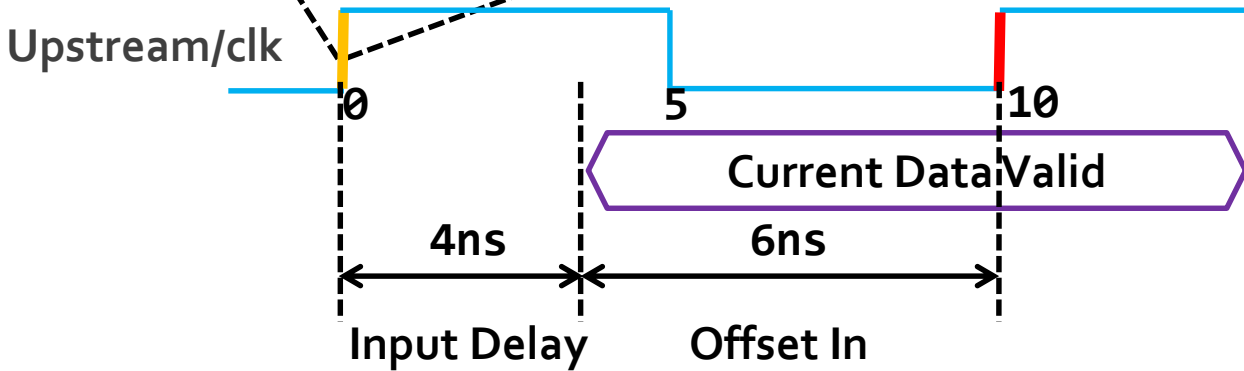 Upstream/clk
0 5 10
Current Data Valid
4ns 6ns
Input Delay Offset In